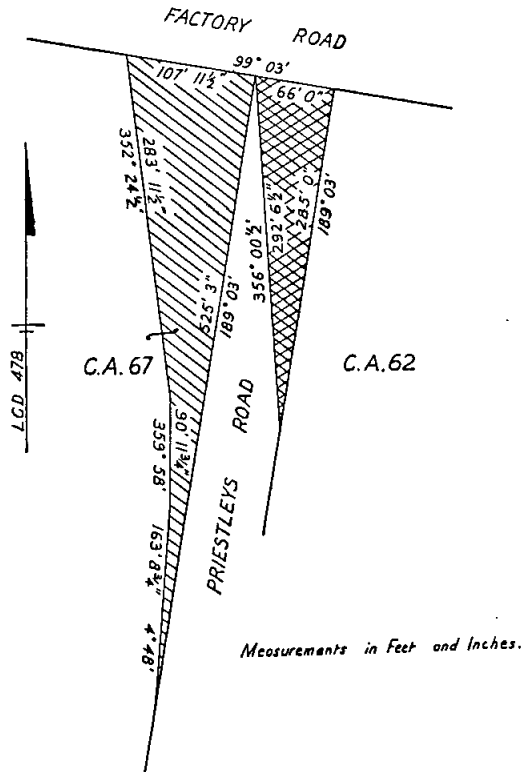 FACTORY ROAD
99° 03'
107' 11½"
66' 0"
283' 11½"
352° 24½'
525' 3"
189° 03'
356° 00½'
292' 6½"
285' 0"
189° 03'
C.A.67
C.A.62
LCD 478
PRIESTLEYS ROAD
90' 11¾"
359° 58'
163' 8¾"
4° 48'
Measurements in Feet and Inches.